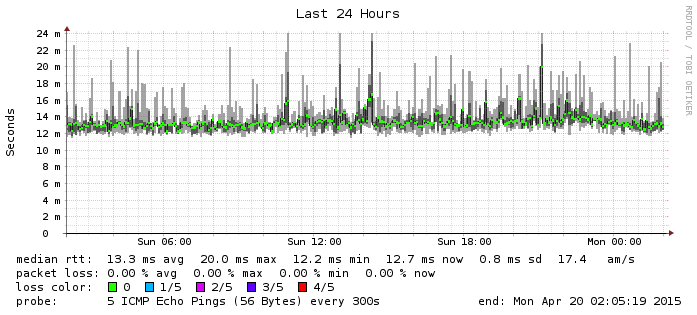 Last 24 Hours
RRDTOOL / TOBI OETIKER
Seconds
24 m
22 m
20 m
18 m
16 m
14 m
12 m
10 m
8 m
6 m
4 m
2 m
0
Sun 06:00 Sun 12:00 Sun 18:00 Mon 00:00
median rtt: 13.3 ms avg 20.0 ms max 12.2 ms min 12.7 ms now 0.8 ms sd 17.4 am/s
packet loss: 0.00 % avg 0.00 % max 0.00 % min 0.00 % now
loss color: 0 1/5 2/5 3/5 4/5
probe: 5 ICMP Echo Pings (56 Bytes) every 300s end: Mon Apr 20 02:05:19 2015